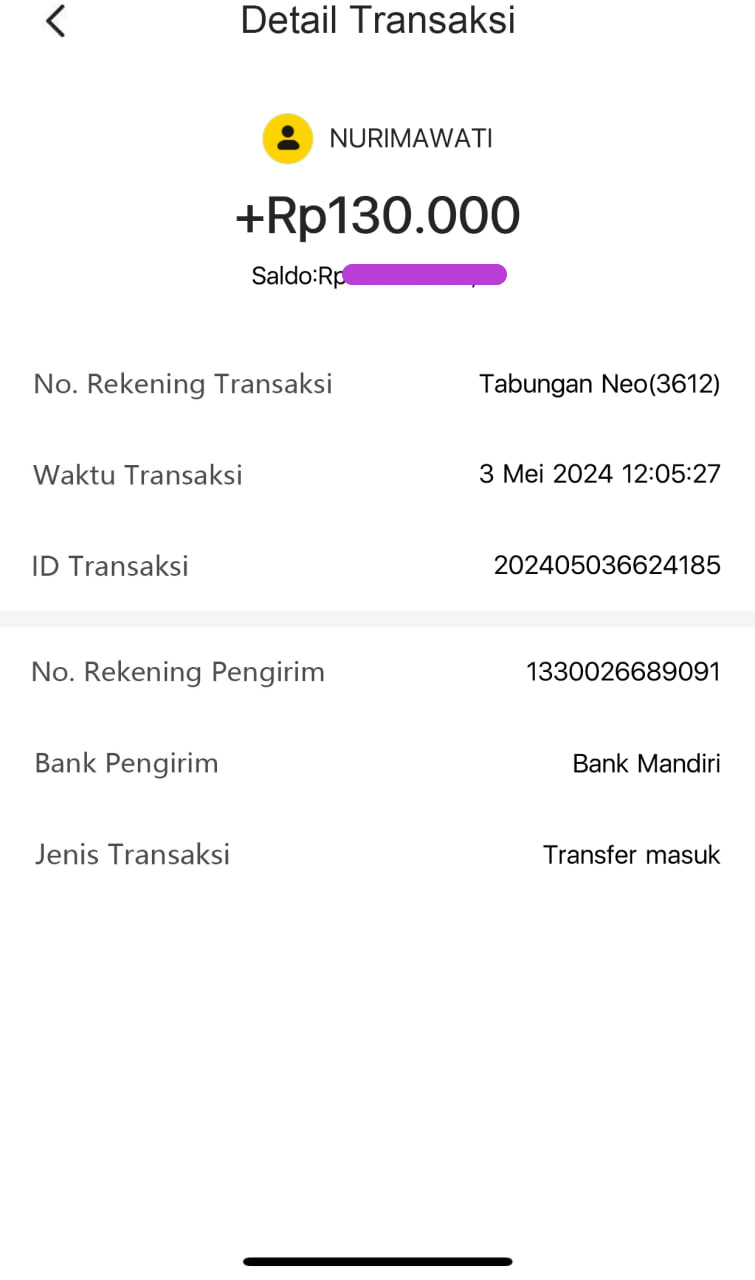 Detail Transaksi
NURIMAWATI
+Rp130.000
Saldo:Rp
No. Rekening Transaksi Tabungan Neo(3612)
Waktu Transaksi 3 Mei 2024 12:05:27
ID Transaksi 202405036624185
No. Rekening Pengirim 1330026689091
Bank Pengirim Bank Mandiri
Jenis Transaksi Transfer masuk